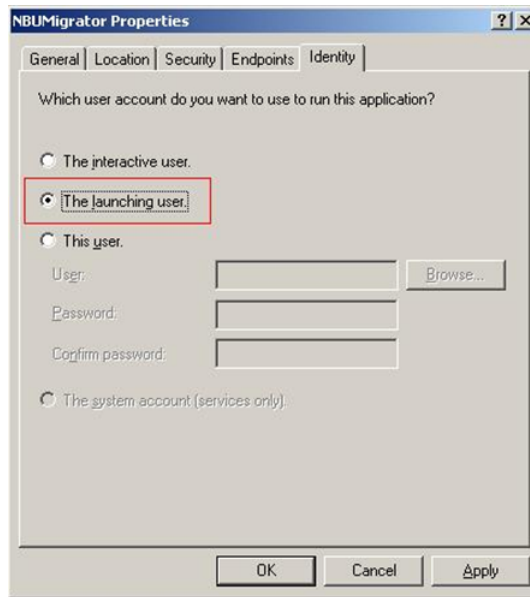 NBUMigrator Properties
General Location Security Endpoints Identity
Which user account do you want to use to run this application?
The interactive user.
The launching user.
This user.
User:
Browse...
Password:
Confirm password:
The system account (services only).
OK Cancel Apply